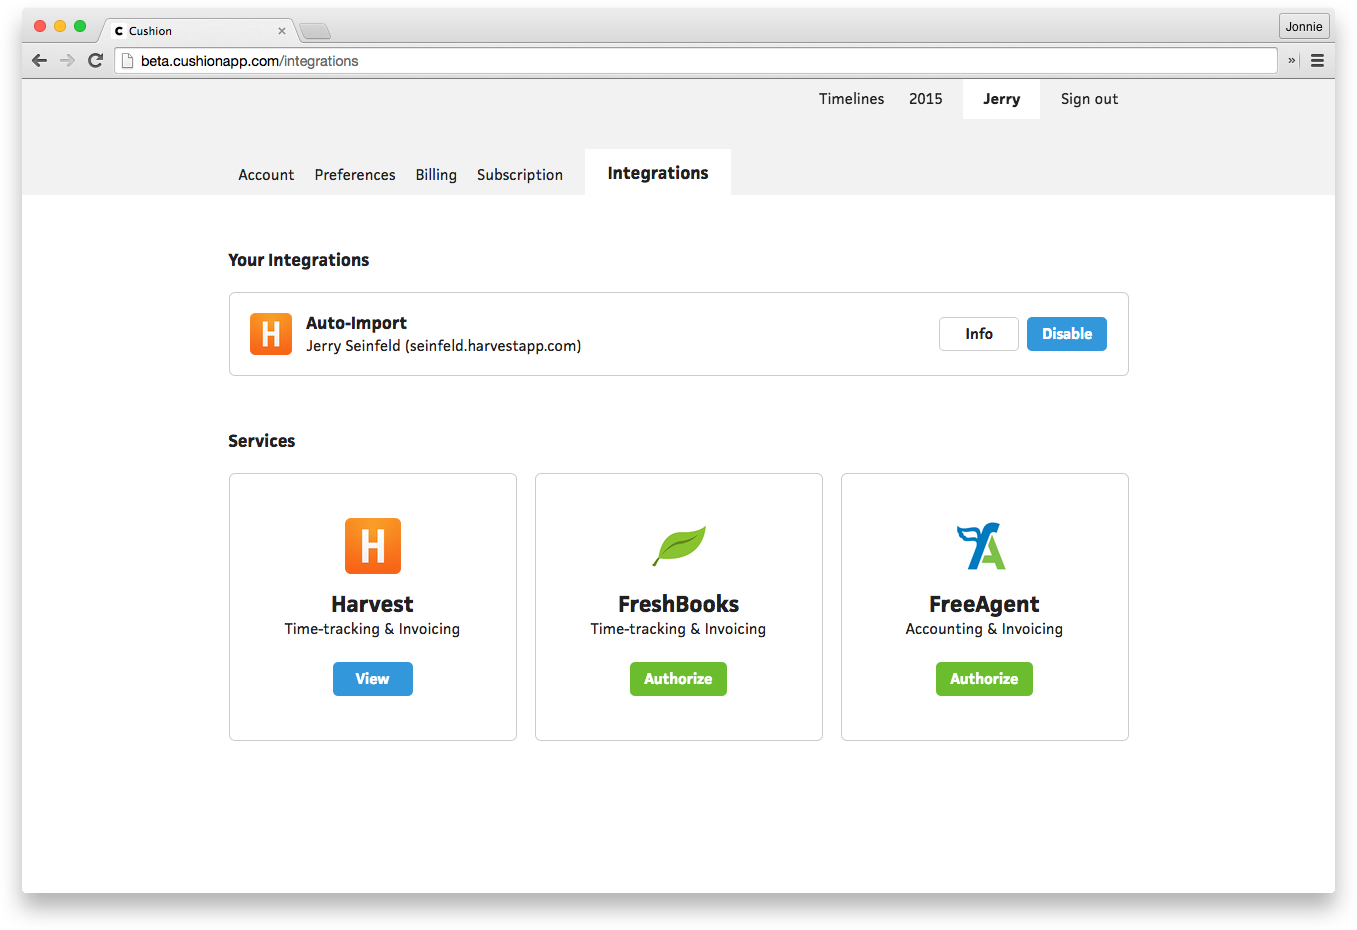 Cushion
Jonnie
beta.cushionapp.com/integrations
»
Timelines 2015 Jerry Sign out
Account Preferences Billing Subscription Integrations
Your Integrations
H
Auto-Import
Jerry Seinfeld (seinfeld.harvestapp.com)
Info Disable
Services
H
Harvest
Time-tracking & Invoicing
View
FreshBooks
Time-tracking & Invoicing
Authorize
FreeAgent
Accounting & Invoicing
Authorize